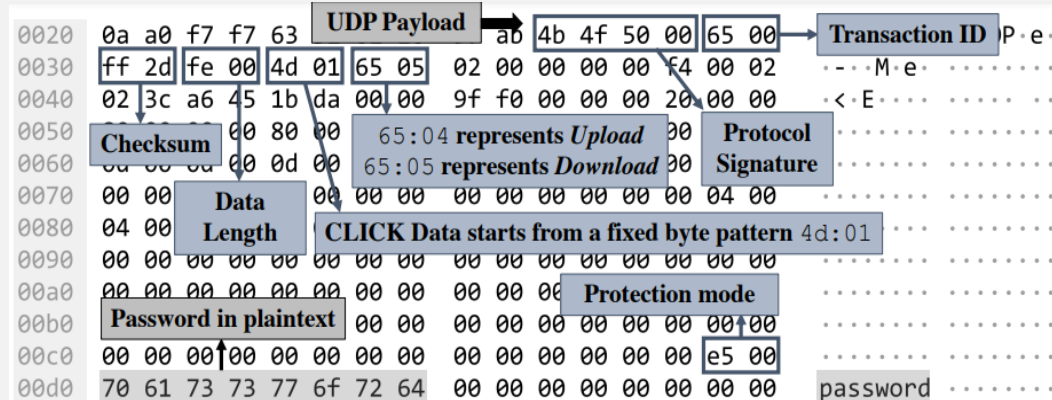 UDP Payload
0020 0a a0 f7 f7 63 ab 4b 4f 50 00 65 00 Transaction ID P·e·
0030 ff 2d fe 00 4d 01 65 05 02 00 00 00 00 f4 00 02 ·-··M·e·
0040 02 3c a6 45 1b da 00 00 9f f0 00 00 00 20 00 00 ·<·E····
0050 00 80 00 00
Checksum
65:04 represents Upload
65:05 represents Download
Protocol
Signature
0060 00 0d 00 00
0070 00 00 00 00 00 00 00 00 00 00 00 00 04 00
Data
Length
0080 04 00 00
CLICK Data starts from a fixed byte pattern 4d:01
0090 00 00 00 00 00 00 00 00 00 00 00 00 00 00 00 00
00a0 00 00 00 00 00 00 00 00 00 00
Protection mode
00b0 00 00 00 00 00 00 00 00 00
Password in plaintext
00c0 00 00 00 00 00 00 00 00 00 00 00 00 00 00 e5 00
00d0 70 61 73 73 77 6f 72 64 00 00 00 00 00 00 00 00 password ········